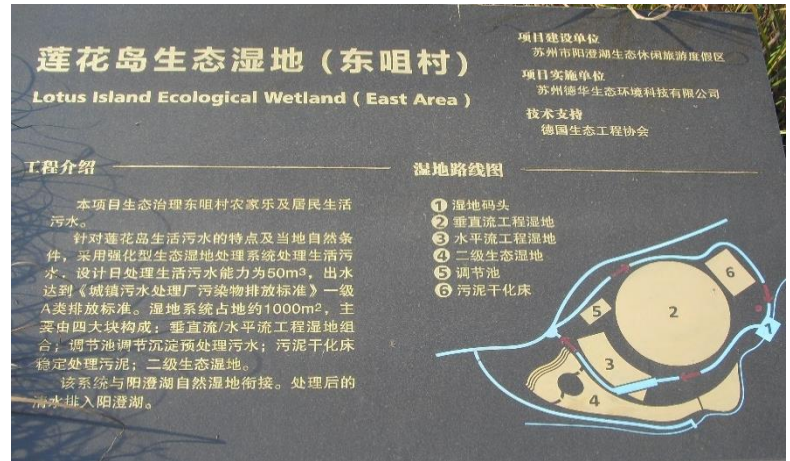 莲花岛生态湿地（东咀村）
Lotus Island Ecological Wetland ( East Area )
项目建设单位
苏州市阳澄湖生态休闲旅游度假区
项目实施单位
苏州德华生态环境科技有限公司
技术支持
德国生态工程协会
工程介绍
本项目生态治理东咀村农家乐及居民生活
污水。
针对莲花岛生活污水的特点及当地自然条
件，采用强化型生态湿地处理系统处理生活污
水。设计日处理生活污水能力为50m³，出水
达到《城镇污水处理厂污染物排放标准》一级
A类排放标准。湿地系统占地约1000m²，主
要由四大块构成：垂直流/水平流工程湿地组
合；调节池调节沉淀预处理污水；污泥干化床
稳定处理污泥；二级生态湿地。
该系统与阳澄湖自然湿地衔接。处理后的
清水排入阳澄湖。
湿地路线图
1 湿地码头
2 垂直流工程湿地
3 水平流工程湿地
4 二级生态湿地
5 调节池
6 污泥干化床
6
5
2
1
3
4